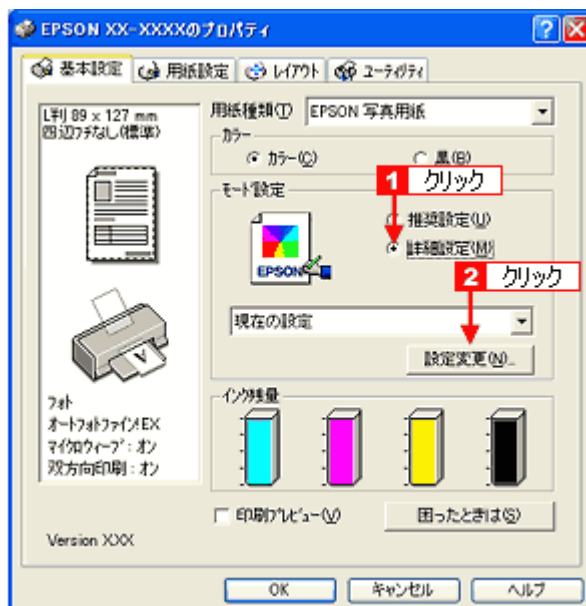 EPSON XX-XXXXのプロパティ
基本設定 用紙設定 レイアウト ユーティリティ
L判 89 x 127 mm
四辺フチなし(標準)
用紙種類(T) EPSON 写真用紙
カラー
カラー(C) 黒(B)
1 クリック
モード設定
推奨設定(U)
詳細設定(M)
EPSON
2 クリック
現在の設定
設定変更(N)...
インク残量
フォト
オートフォトファイン!EX
マイクロウィーブ : オン
双方向印刷 : オン
印刷プレビュー(V) 困ったときは(S)
Version XXX
OK キャンセル ヘルプ